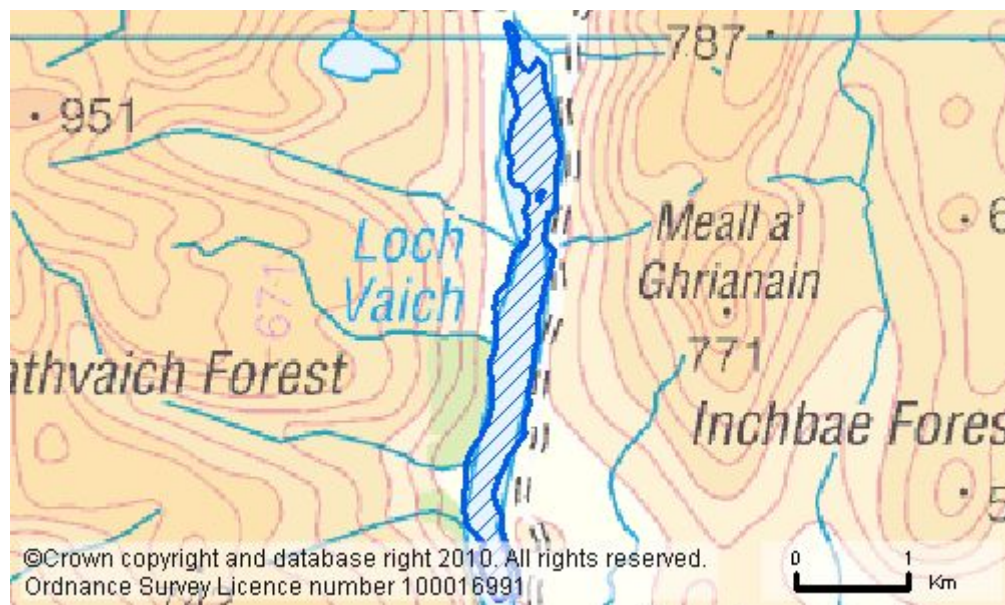 787
951
Loch
Vaich
Meall a'
Ghrianain
671
771
athvaich Forest
Inchbae Fores
©Crown copyright and database right 2010. All rights reserved.
Ordnance Survey Licence number 100016991
0 1
Km